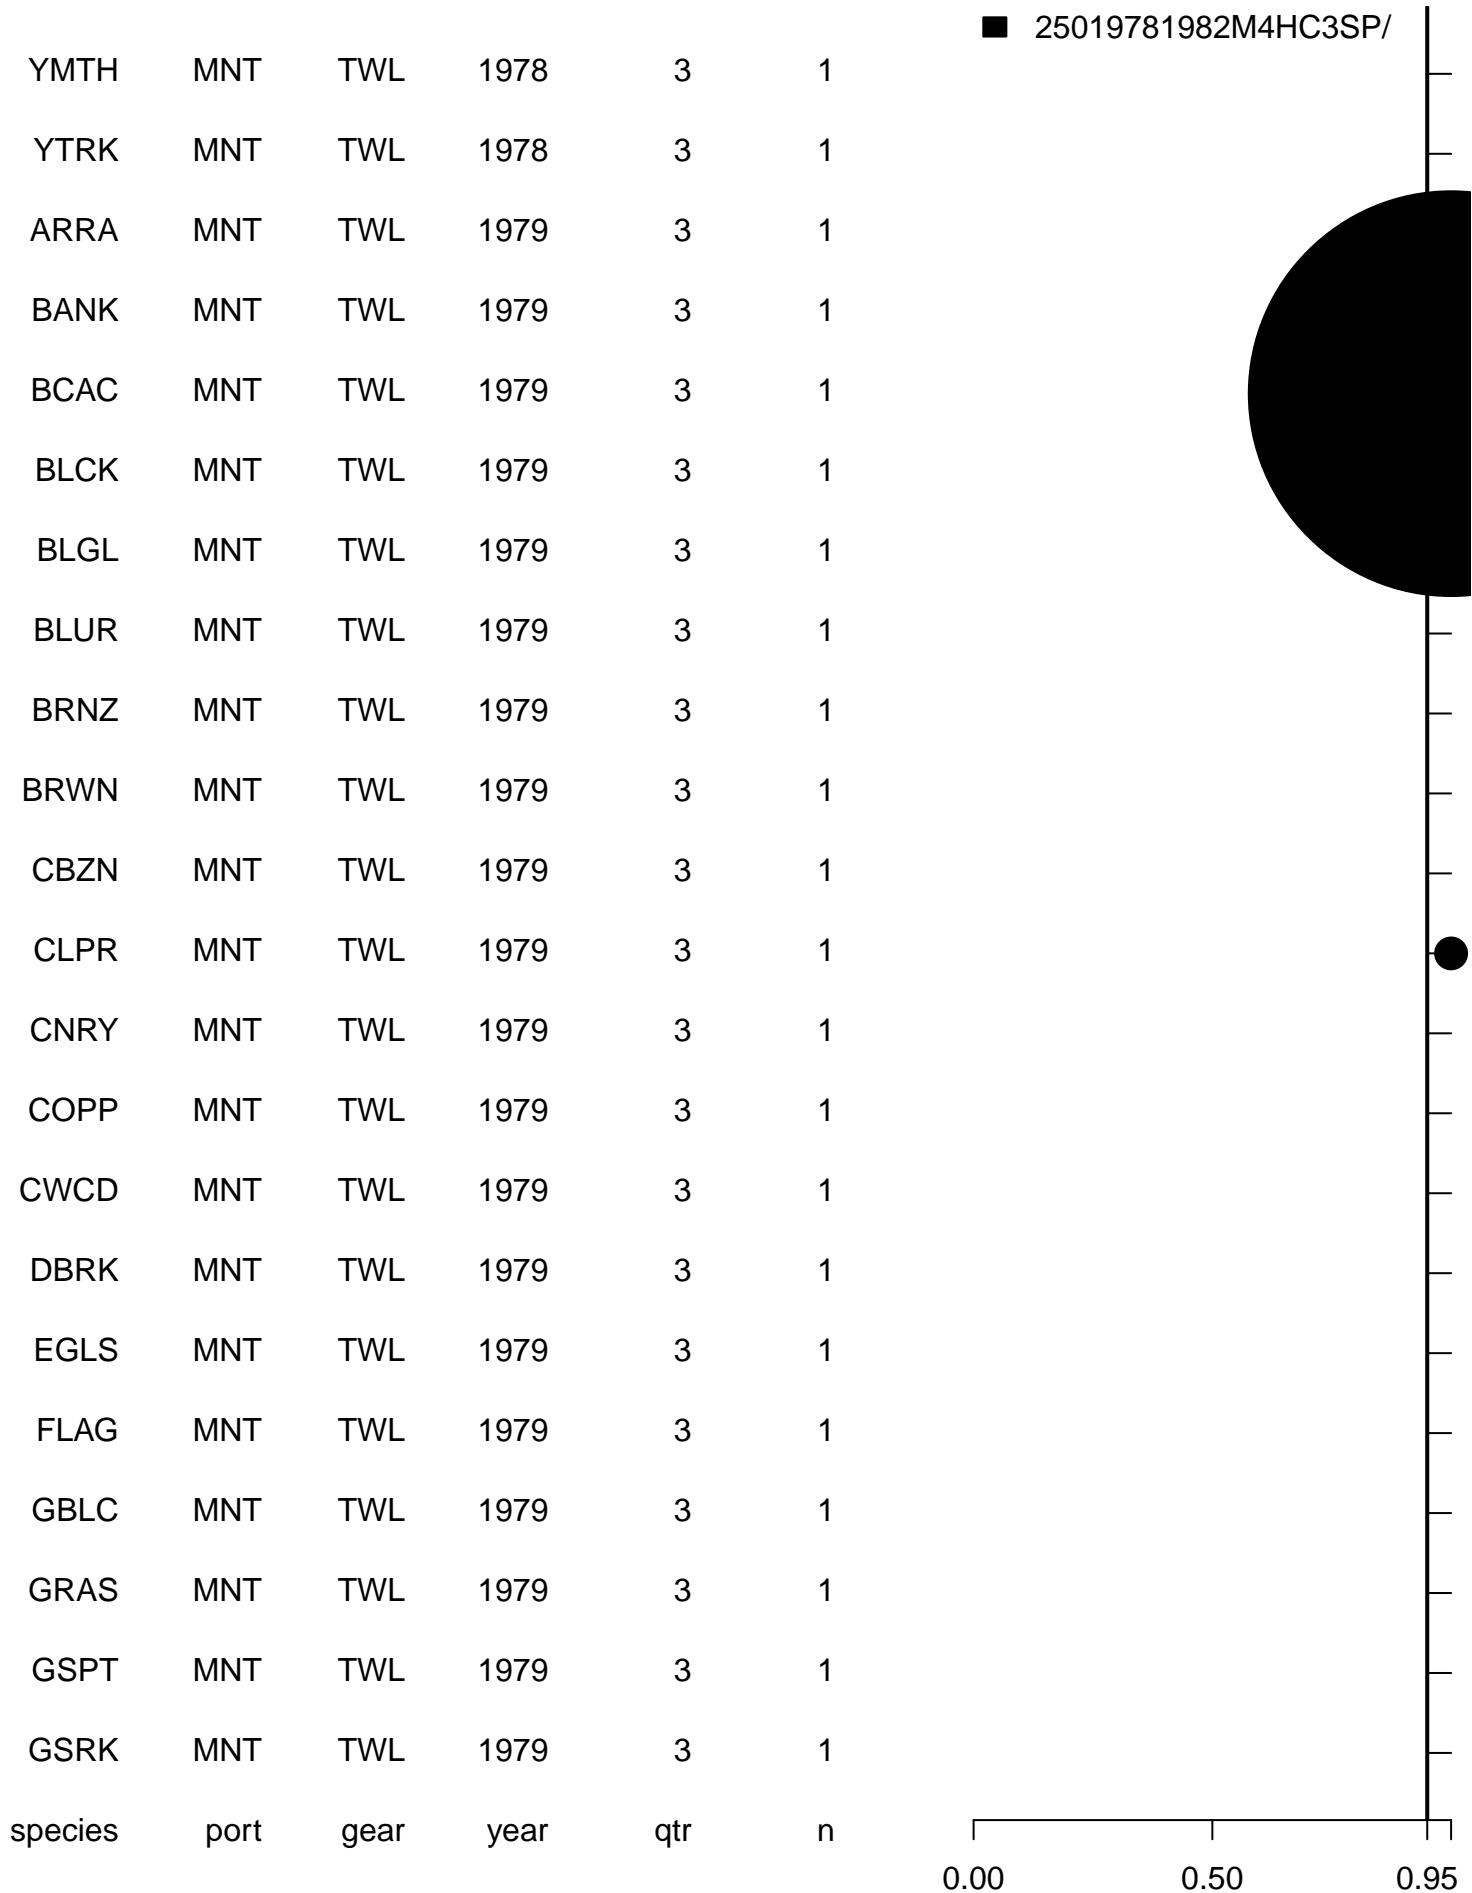 25019781982M4HC3SP/
YMTH MNT TWL 1978 3 1
YTRK MNT TWL 1978 3 1
ARRA MNT TWL 1979 3 1
BANK MNT TWL 1979 3 1
BCAC MNT TWL 1979 3 1
BLCK MNT TWL 1979 3 1
BLGL MNT TWL 1979 3 1
BLUR MNT TWL 1979 3 1
BRNZ MNT TWL 1979 3 1
BRWN MNT TWL 1979 3 1
CBZN MNT TWL 1979 3 1
CLPR MNT TWL 1979 3 1
CNRY MNT TWL 1979 3 1
COPP MNT TWL 1979 3 1
CWCD MNT TWL 1979 3 1
DBRK MNT TWL 1979 3 1
EGLS MNT TWL 1979 3 1
FLAG MNT TWL 1979 3 1
GBLC MNT TWL 1979 3 1
GRAS MNT TWL 1979 3 1
GSPT MNT TWL 1979 3 1
GSRK MNT TWL 1979 3 1
species port gear year qtr n
0.00 0.50 0.95